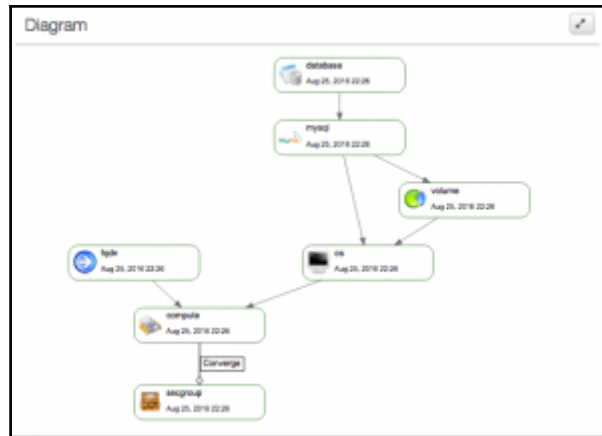 Diagram
database
Aug 25, 2016 22:26
mysql
Aug 25, 2016 22:26
volume
Aug 25, 2016 22:26
fqdn
Aug 25, 2016 22:26
os
Aug 25, 2016 22:26
compute
Aug 25, 2016 22:26
Converge
secgroup
Aug 25, 2016 22:26